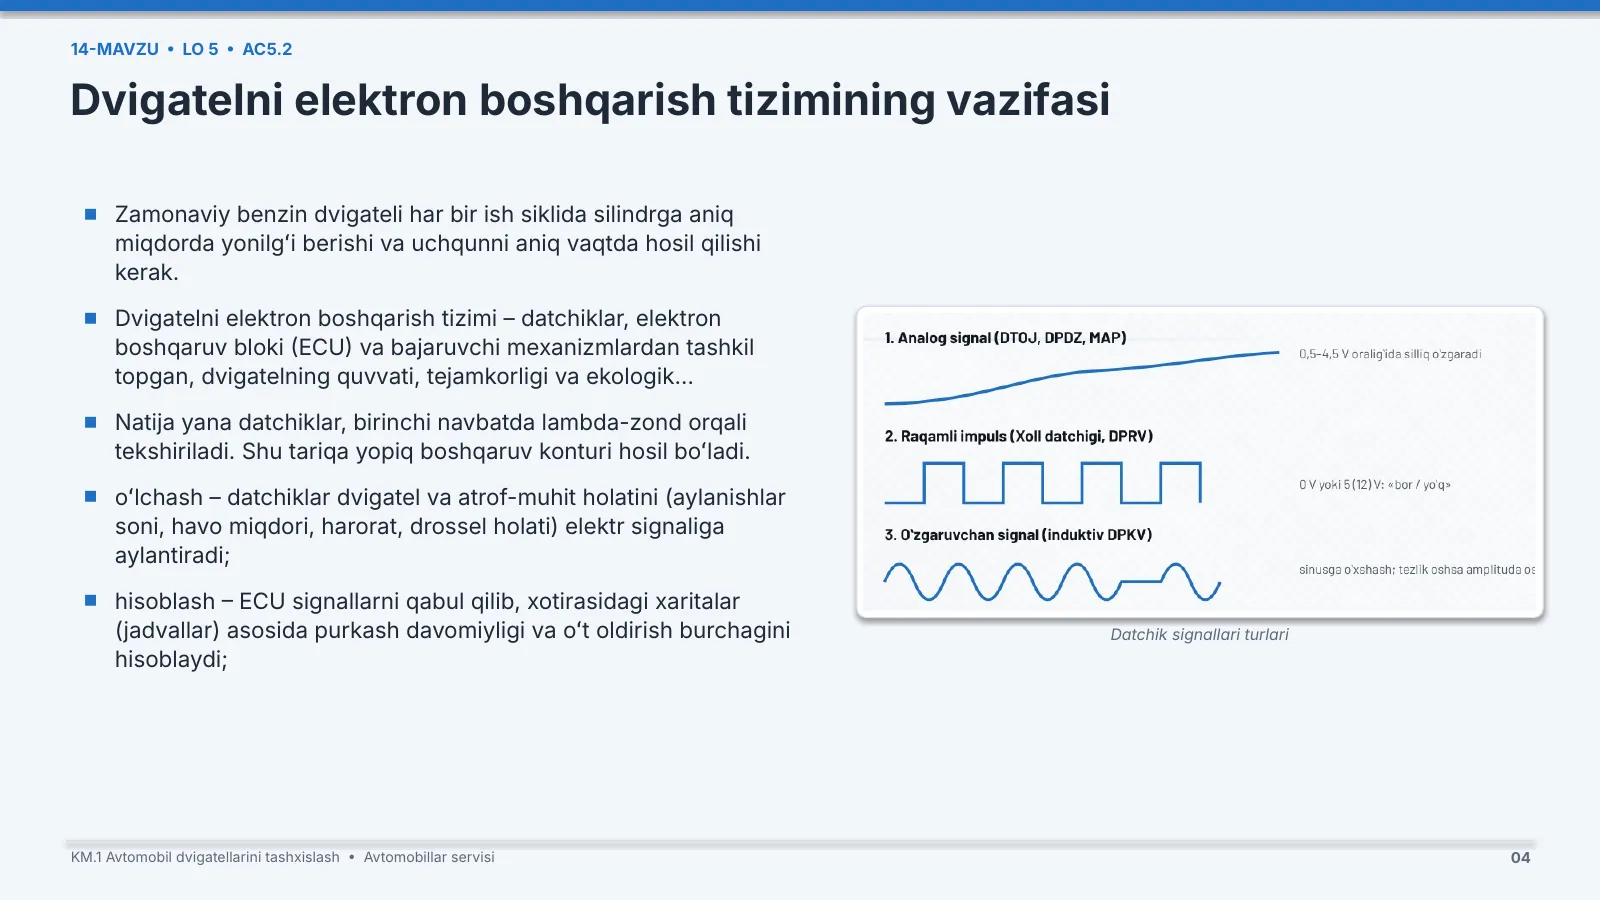 14-MAVZU • LO 5 • AC5.2
Dvigatelni elektron boshqarish tizimining vazifasi
Zamonaviy benzin dvigateli har bir ish siklida silindrga aniq
miqdorda yonilgʻi berishi va uchqunni aniq vaqtda hosil qilishi
kerak.
Dvigatelni elektron boshqarish tizimi – datchiklar, elektron
boshqaruv bloki (ECU) va bajaruvchi mexanizmlardan tashkil
topgan, dvigatelning quvvati, tejamkorligi va ekologik...
Natija yana datchiklar, birinchi navbatda lambda-zond orqali
tekshiriladi. Shu tariqa yopiq boshqaruv konturi hosil boʻladi.
oʻlchash – datchiklar dvigatel va atrof-muhit holatini (aylanishlar
soni, havo miqdori, harorat, drossel holati) elektr signaliga
aylantiradi;
hisoblash – ECU signallarni qabul qilib, xotirasidagi xaritalar
(jadvallar) asosida purkash davomiyligi va oʻt oldirish burchagini
hisoblaydi;
1. Analog signal (DTOJ, DPDZ, MAP)
0,5–4,5 V oralig'ida silliq o'zgaradi
2. Raqamli impuls (Xoll datchigi, DPRV)
0 V yoki 5 (12) V: «bor / yo'q»
3. O'zgaruvchan signal (induktiv DPKV)
sinusga o'xshash; tezlik oshsa amplituda os
Datchik signallari turlari
KM.1 Avtomobil dvigatellarini tashxislash • Avtomobillar servisi
04